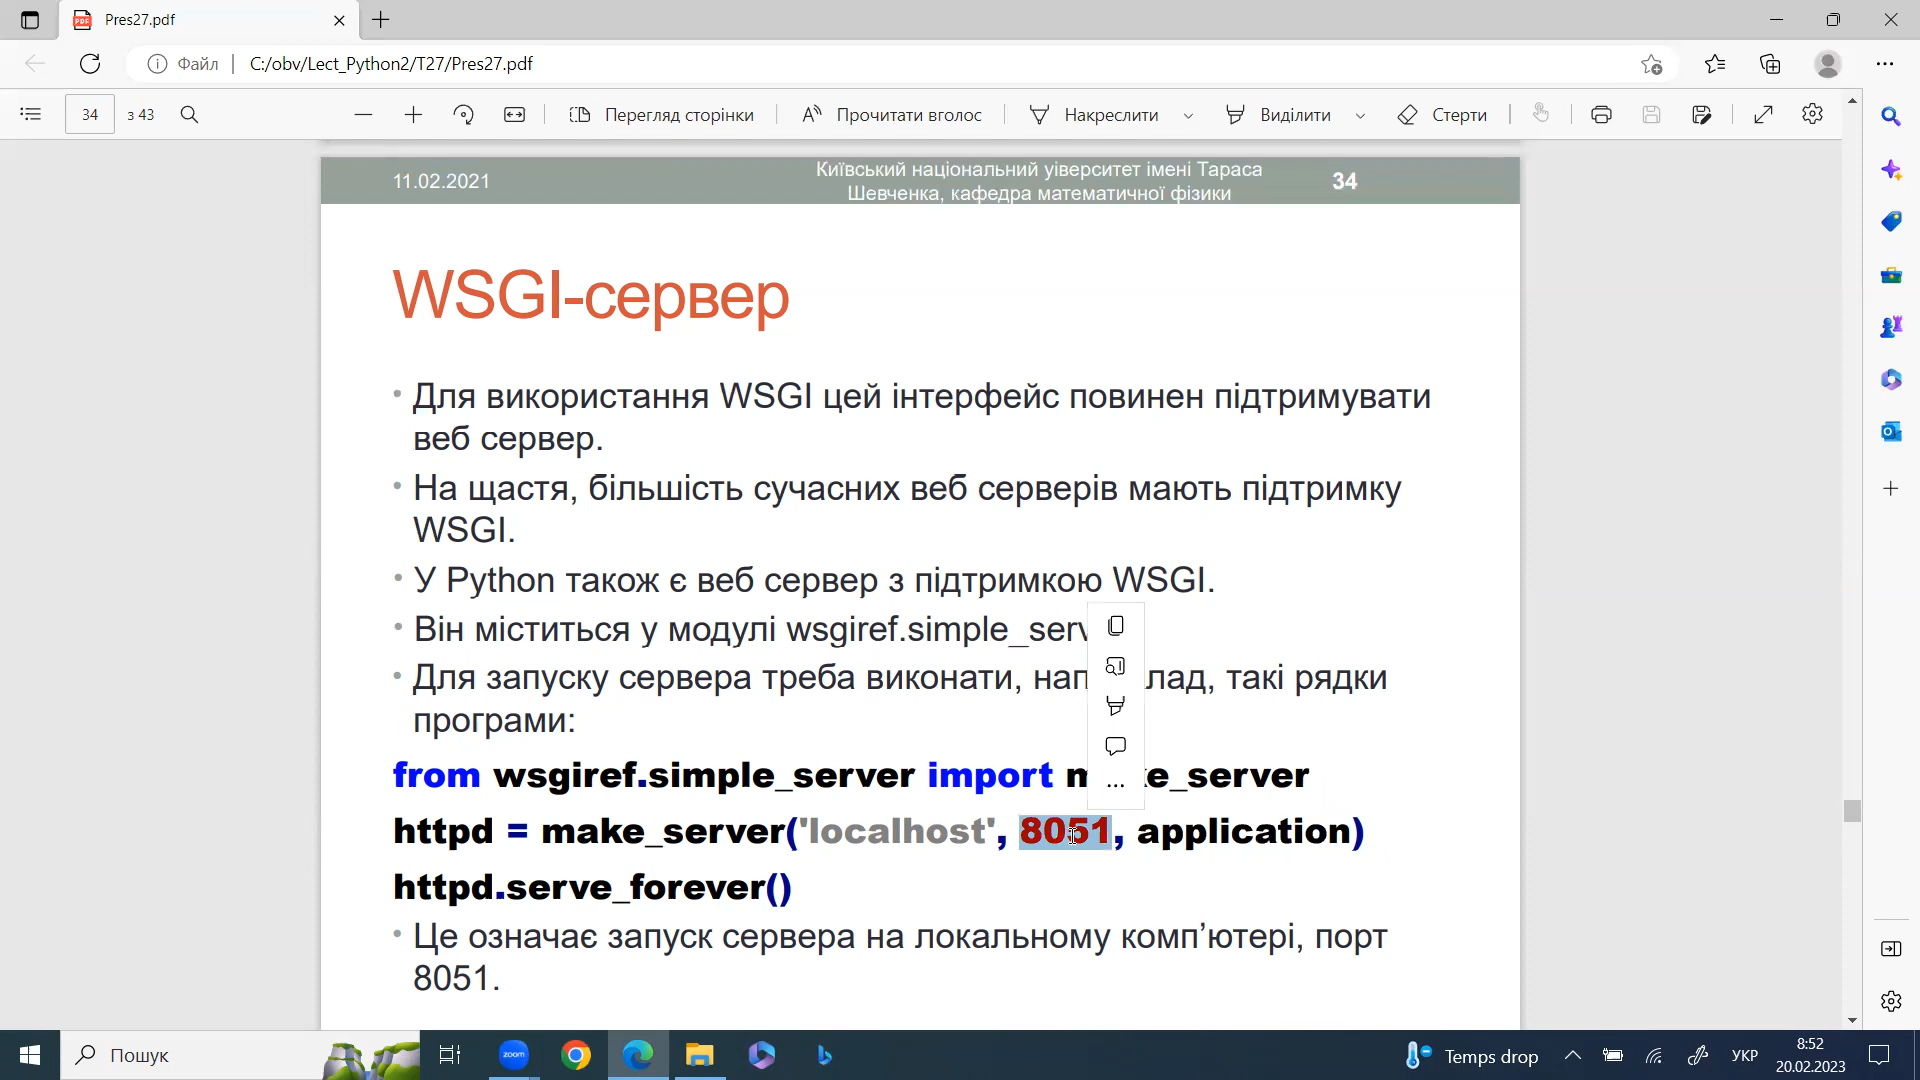 Pres27.pdf
Файл
C:/obv/Lect_Python2/T27/Pres27.pdf
34
з 43
Перегляд сторінки
Прочитати вголос
Накреслити
Виділити
Стерти
11.02.2021
Київський національний уіверситет імені Тараса
Шевченка, кафедра математичної фізики
34
WSGI-сервер
• Для використання WSGI цей інтерфейс повинен підтримувати
веб сервер.
• На щастя, більшість сучасних веб серверів мають підтримку
WSGI.
• У Python також є веб сервер з підтримкою WSGI.
• Він міститься у модулі wsgiref.simple_serv
• Для запуску сервера треба виконати, нап лад, такі рядки
програми:
from wsgiref.simple_server import m e_server
httpd = make_server('localhost', 8051, application)
httpd.serve_forever()
• Це означає запуск сервера на локальному комп’ютері, порт
8051.
Пошук
zoom
Temps drop
УКР
8:52
20.02.2023